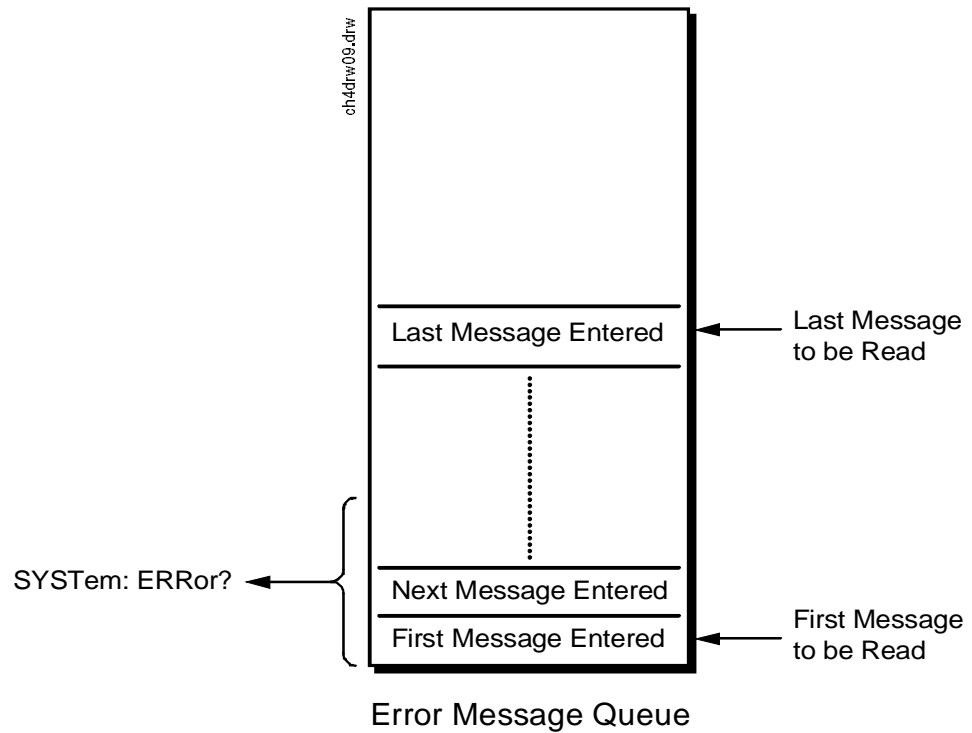 ch4drw09.drw
Last Message Entered
Last Message
to be Read
SYSTem: ERRor?
Next Message Entered
First Message Entered
First Message
to be Read
Error Message Queue